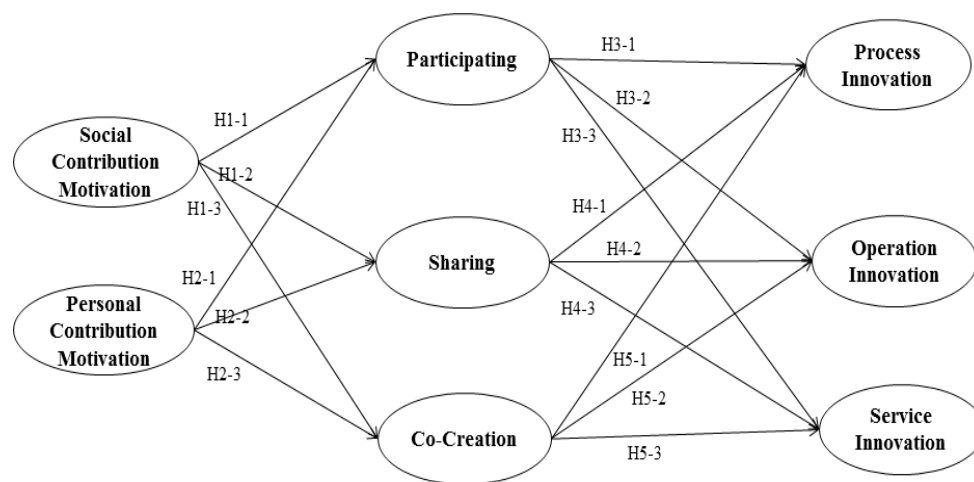 Participating
H3-1
Process
Innovation
H3-2
H1-1
Social
Contribution
Motivation
H3-3
H1-2
H1-3
H4-1
H4-2
Sharing
Operation
Innovation
H2-1
Personal
Contribution
Motivation
H2-2
H4-3
H2-3
H5-1
H5-2
Co-Creation
Service
Innovation
H5-3